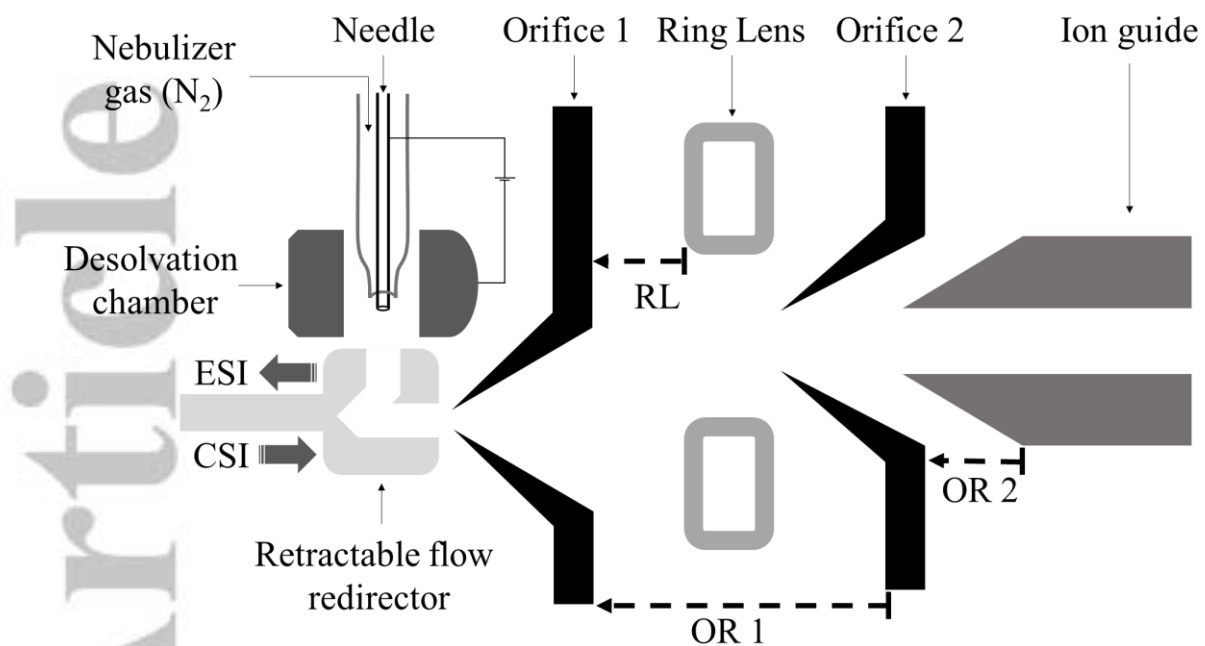 Nebulizer
gas (N₂)
Needle
Orifice 1
Ring Lens
Orifice 2
Ion guide
Desolvation
chamber
RL
ESI
CSI
OR 2
Retractable flow
redirector
OR 1
Article